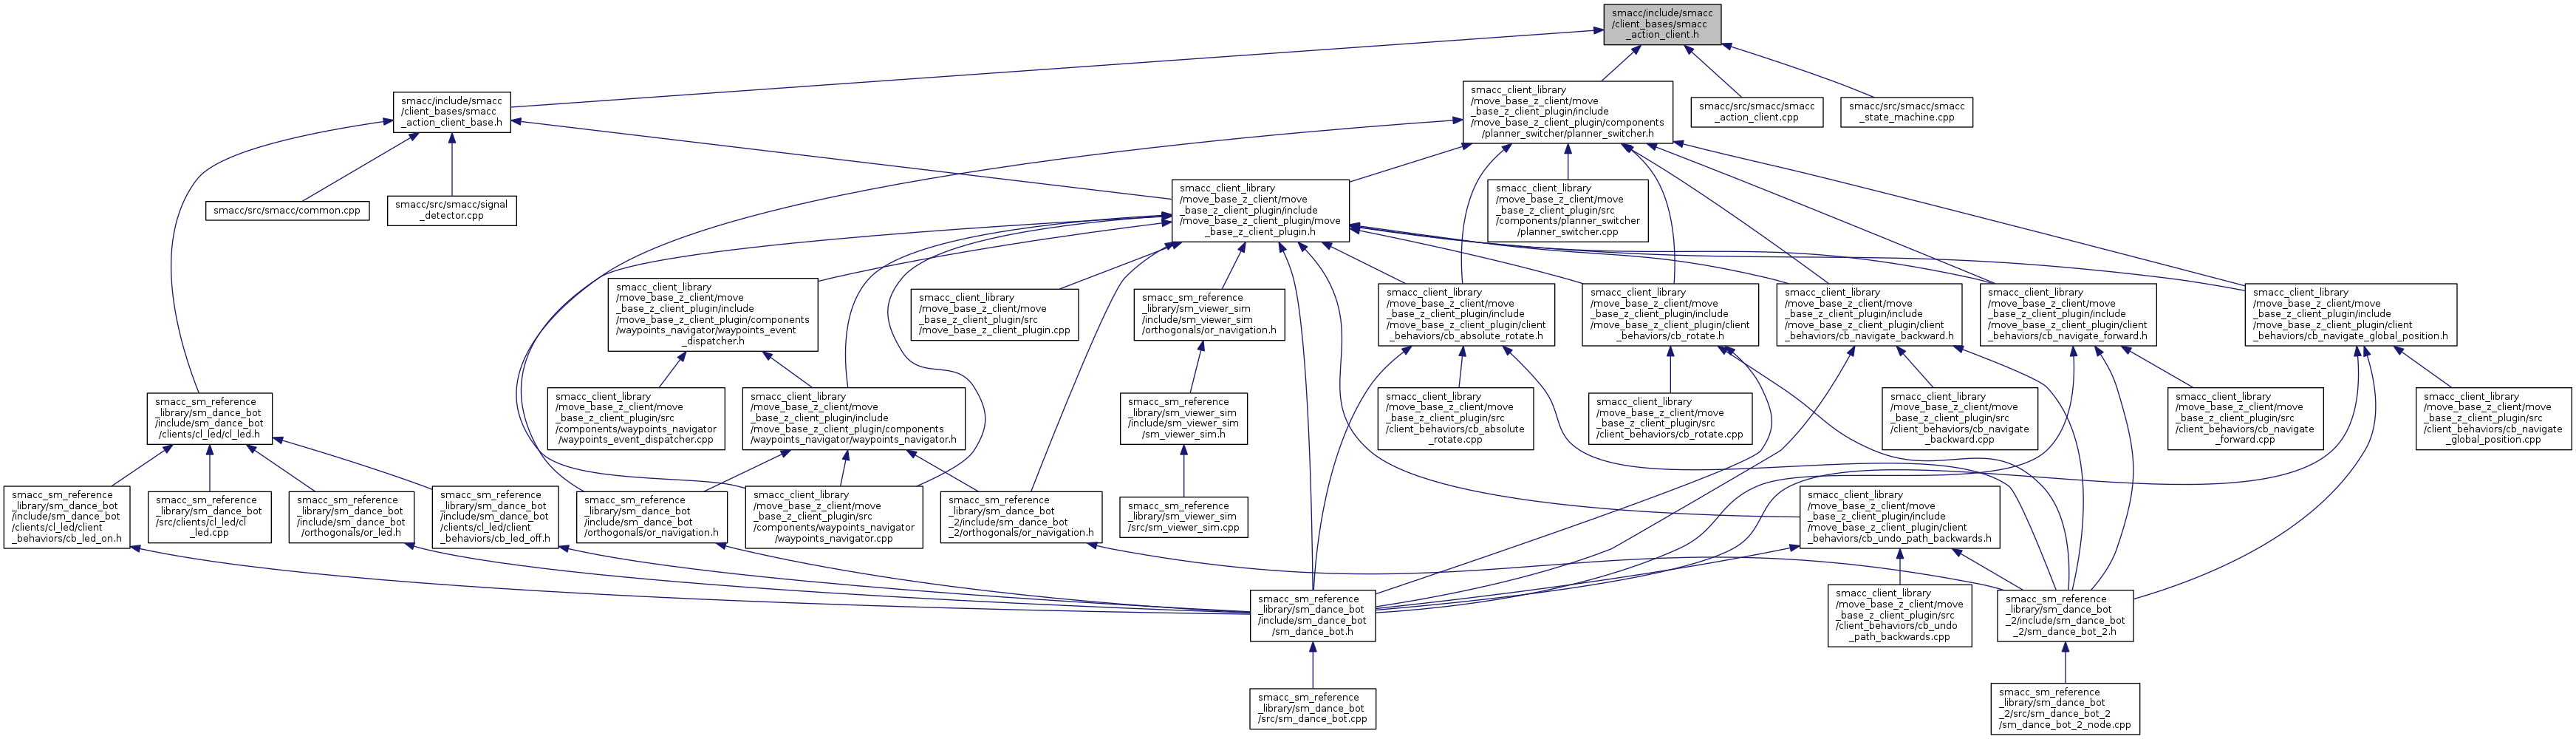 smacc/include/smacc
/client_bases/smacc
_action_client.h
smacc/include/smacc
/client_bases/smacc
_action_client_base.h
smacc_client_library
/move_base_z_client/move
_base_z_client_plugin/include
/move_base_z_client_plugin/components
/planner_switcher/planner_switcher.h
smacc/src/smacc/smacc
_action_client.cpp
smacc/src/smacc/smacc
_state_machine.cpp
smacc/src/smacc/common.cpp
smacc/src/smacc/signal
_detector.cpp
smacc_client_library
/move_base_z_client/move
_base_z_client_plugin/include
/move_base_z_client_plugin/move
_base_z_client_plugin.h
smacc_client_library
/move_base_z_client/move
_base_z_client_plugin/src
/components/planner_switcher
/planner_switcher.cpp
smacc_client_library
/move_base_z_client/move
_base_z_client_plugin/include
/move_base_z_client_plugin/components
/waypoints_navigator/waypoints_event
_dispatcher.h
smacc_client_library
/move_base_z_client/move
_base_z_client_plugin/src
/move_base_z_client_plugin.cpp
smacc_sm_reference
_library/sm_viewer_sim
/include/sm_viewer_sim
/orthogonals/or_navigation.h
smacc_client_library
/move_base_z_client/move
_base_z_client_plugin/include
/move_base_z_client_plugin/client
_behaviors/cb_absolute_rotate.h
smacc_client_library
/move_base_z_client/move
_base_z_client_plugin/include
/move_base_z_client_plugin/client
_behaviors/cb_rotate.h
smacc_client_library
/move_base_z_client/move
_base_z_client_plugin/include
/move_base_z_client_plugin/client
_behaviors/cb_navigate_backward.h
smacc_client_library
/move_base_z_client/move
_base_z_client_plugin/include
/move_base_z_client_plugin/client
_behaviors/cb_navigate_forward.h
smacc_client_library
/move_base_z_client/move
_base_z_client_plugin/include
/move_base_z_client_plugin/client
_behaviors/cb_navigate_global_position.h
smacc_sm_reference
_library/sm_dance_bot
/include/sm_dance_bot
/clients/cl_led/cl_led.h
smacc_client_library
/move_base_z_client/move
_base_z_client_plugin/src
/components/waypoints_navigator
/waypoints_event_dispatcher.cpp
smacc_client_library
/move_base_z_client/move
_base_z_client_plugin/include
/move_base_z_client_plugin/components
/waypoints_navigator/waypoints_navigator.h
smacc_sm_reference
_library/sm_viewer_sim
/include/sm_viewer_sim
/sm_viewer_sim.h
smacc_client_library
/move_base_z_client/move
_base_z_client_plugin/src
/client_behaviors/cb_absolute
_rotate.cpp
smacc_client_library
/move_base_z_client/move
_base_z_client_plugin/src
/client_behaviors/cb_rotate.cpp
smacc_client_library
/move_base_z_client/move
_base_z_client_plugin/src
/client_behaviors/cb_navigate
_backward.cpp
smacc_client_library
/move_base_z_client/move
_base_z_client_plugin/src
/client_behaviors/cb_navigate
_forward.cpp
smacc_client_library
/move_base_z_client/move
_base_z_client_plugin/src
/client_behaviors/cb_navigate
_global_position.cpp
smacc_sm_reference
_library/sm_dance_bot
/include/sm_dance_bot
/clients/cl_led/client
_behaviors/cb_led_on.h
smacc_sm_reference
_library/sm_dance_bot
/src/clients/cl_led/cl
_led.cpp
smacc_sm_reference
_library/sm_dance_bot
/include/sm_dance_bot
/orthogonals/or_led.h
smacc_sm_reference
_library/sm_dance_bot
/include/sm_dance_bot
/clients/cl_led/client
_behaviors/cb_led_off.h
smacc_sm_reference
_library/sm_dance_bot
/include/sm_dance_bot
/orthogonals/or_navigation.h
smacc_client_library
/move_base_z_client/move
_base_z_client_plugin/src
/components/waypoints_navigator
/waypoints_navigator.cpp
smacc_sm_reference
_library/sm_dance_bot
_2/include/sm_dance_bot
_2/orthogonals/or_navigation.h
smacc_sm_reference
_library/sm_viewer_sim
/src/sm_viewer_sim.cpp
smacc_client_library
/move_base_z_client/move
_base_z_client_plugin/include
/move_base_z_client_plugin/client
_behaviors/cb_undo_path_backwards.h
smacc_sm_reference
_library/sm_dance_bot
/include/sm_dance_bot
/sm_dance_bot.h
smacc_client_library
/move_base_z_client/move
_base_z_client_plugin/src
/client_behaviors/cb_undo
_path_backwards.cpp
smacc_sm_reference
_library/sm_dance_bot
_2/include/sm_dance_bot
_2/sm_dance_bot_2.h
smacc_sm_reference
_library/sm_dance_bot
/src/sm_dance_bot.cpp
smacc_sm_reference
_library/sm_dance_bot
_2/src/sm_dance_bot_2
/sm_dance_bot_2_node.cpp